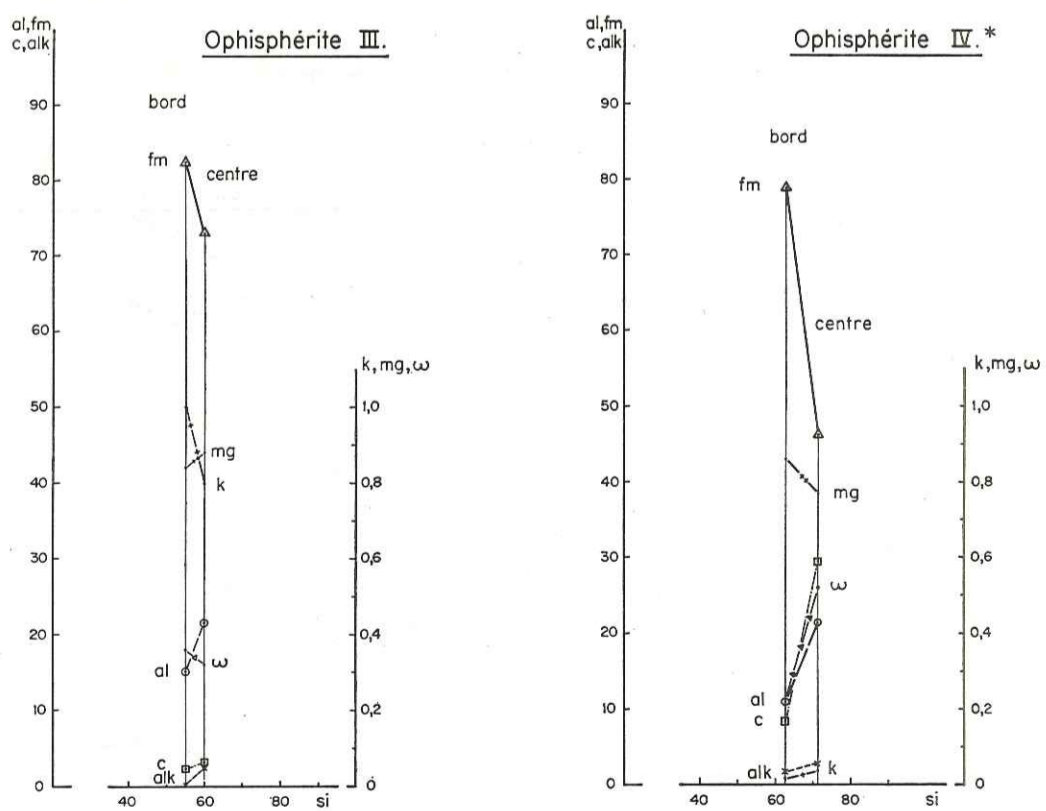 al,fm,
c,alk
Ophisphérite III.
bord
90
fm
80
centre
70
60
k,mg,ω
50
1,0
mg
40
k
0,8
30
0,6
20
0,4
al
ω
10
0,2
c
alk
0
0
40
60
80
si
al,fm,
c,alk
Ophisphérite IV.*
90
bord
fm
80
70
60
centre
k,mg,ω
50
1,0
40
mg
0,8
30
0,6
ω
20
0,4
al
10
0,2
c
alk
k
0
0
40
60
80
si